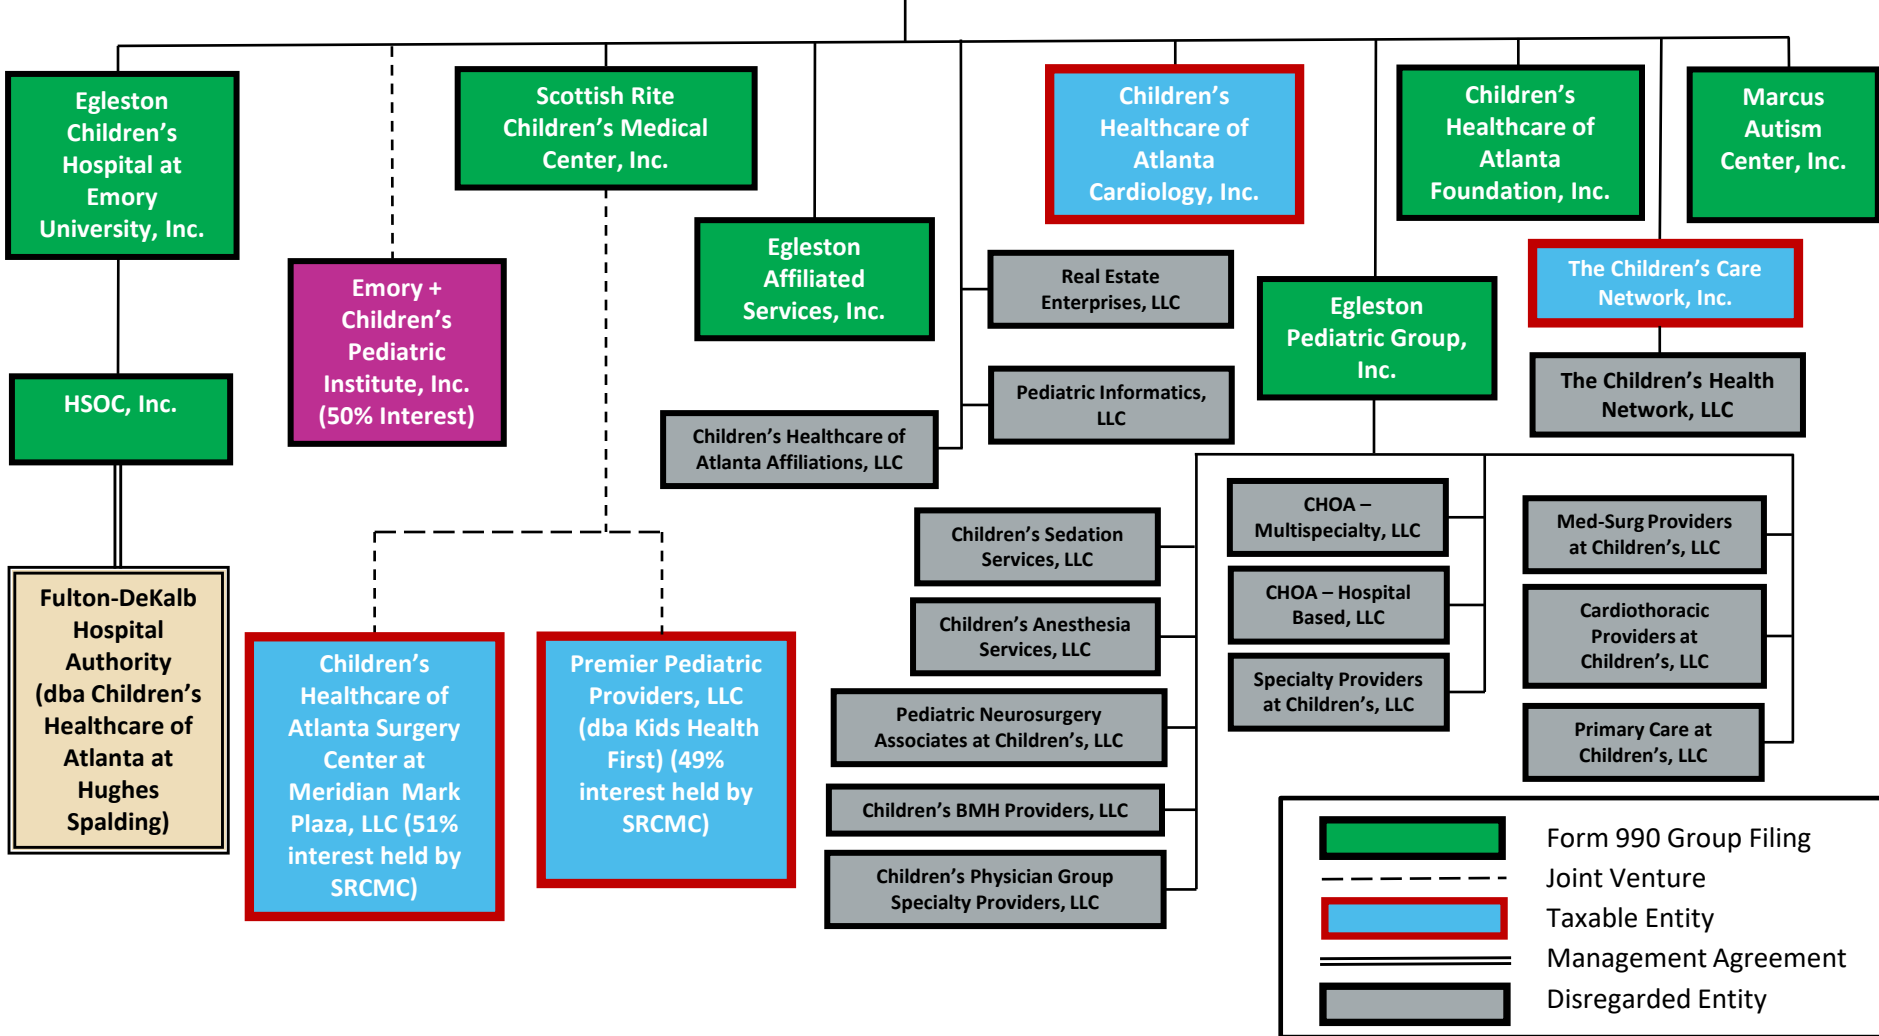 Egleston
Children's
Hospital at
Emory
University, Inc.
Scottish Rite
Children's Medical
Center, Inc.
Children's
Healthcare of
Atlanta
Cardiology, Inc.
Children's
Healthcare of
Atlanta
Foundation, Inc.
Marcus
Autism
Center, Inc.
Emory +
Children's
Pediatric
Institute, Inc.
(50% Interest)
Egleston
Affiliated
Services, Inc.
Real Estate
Enterprises, LLC
Egleston
Pediatric Group,
Inc.
The Children's Care
Network, Inc.
HSOC, Inc.
Pediatric Informatics,
LLC
The Children's Health
Network, LLC
Children's Healthcare of
Atlanta Affiliations, LLC
Fulton-DeKalb
Hospital
Authority
(dba Children's
Healthcare of
Atlanta at
Hughes
Spalding)
Children's
Healthcare of
Atlanta Surgery
Center at
Meridian  Mark
Plaza, LLC (51%
interest held by
SRCMC)
Premier Pediatric
Providers, LLC
(dba Kids Health
First) (49%
interest held by
SRCMC)
Children's Sedation
Services, LLC
Children's Anesthesia
Services, LLC
Pediatric Neurosurgery
Associates at Children's, LLC
Children's BMH Providers, LLC
Children's Physician Group
Specialty Providers, LLC
CHOA –
Multispecialty, LLC
CHOA – Hospital
Based, LLC
Specialty Providers
at Children's, LLC
Med-Surg Providers
at Children's, LLC
Cardiothoracic
Providers at
Children's, LLC
Primary Care at
Children's, LLC
Form 990 Group Filing
Joint Venture
Taxable Entity
Management Agreement
Disregarded Entity